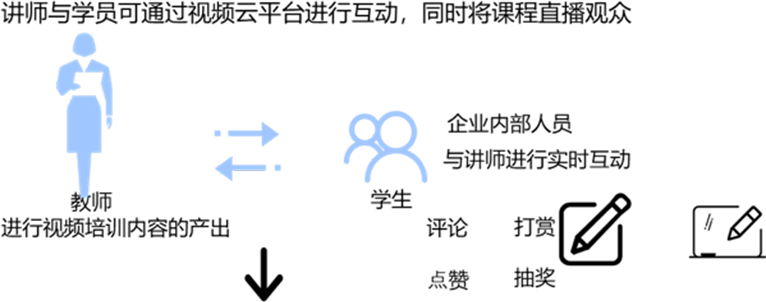 讲师与学员可通过视频云平台进行互动，同时将课程直播观众
企业内部人员
与讲师进行实时互动
教师
学生
进行视频培训内容的产出
评论 打赏
点赞 抽奖